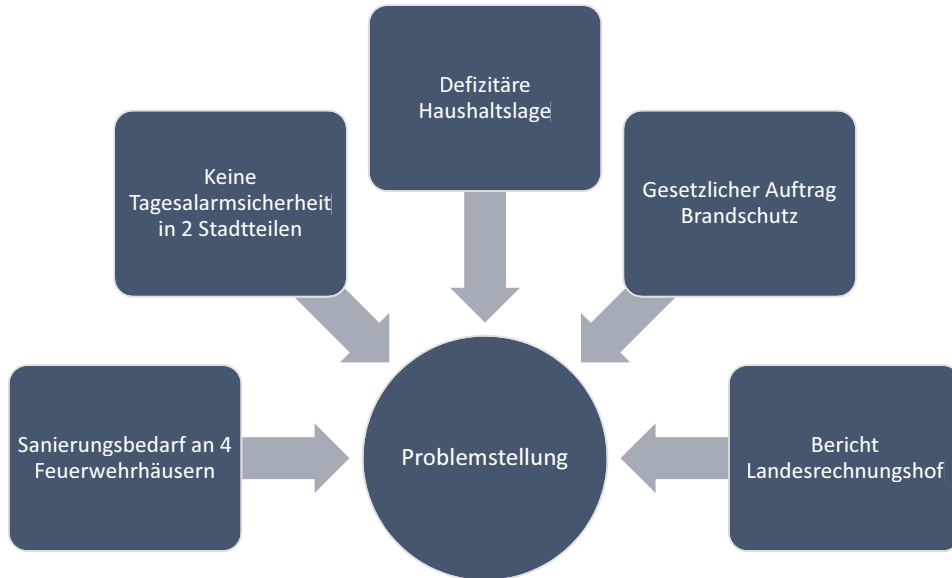 Defizitäre
Haushaltslage
Keine
Tagesalarmsicherheit
in 2 Stadtteilen
Gesetzlicher Auftrag
Brandschutz
Sanierungsbedarf an 4
Feuerwehrhäusern
Problemstellung
Bericht
Landesrechnungshof